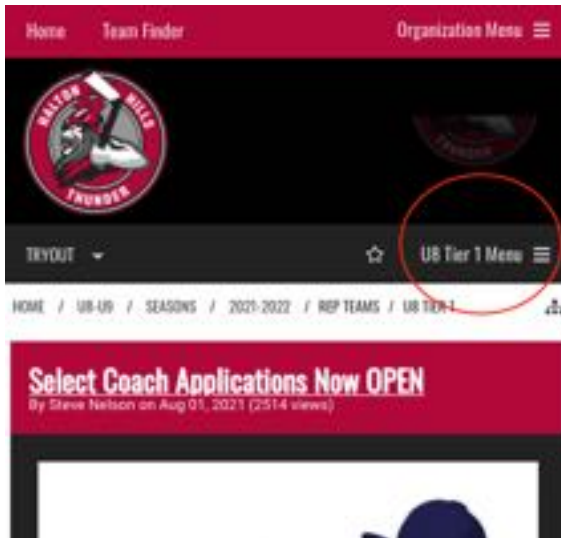 Home Team Finder Organization Menu
HALTON HILLS
THUNDER
TRYOUT U8 Tier 1 Menu
HOME / U8-U9 / SEASONS / 2021-2022 / REP TEAMS / U8 TIER 1
Select Coach Applications Now OPEN
By Steve Nelson on Aug 01, 2021 (2514 views)